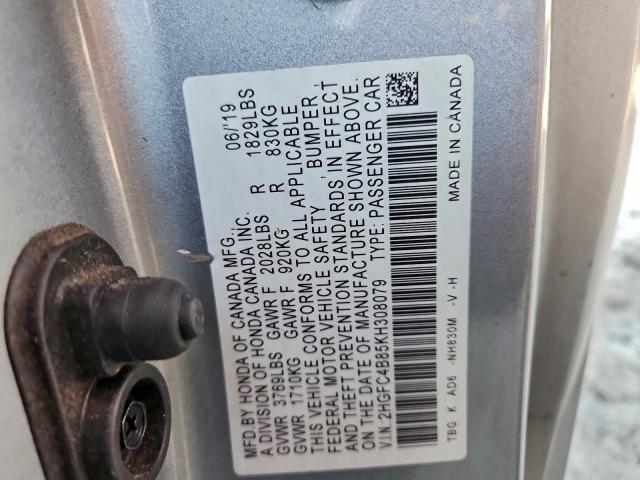 MFD BY HONDA OF CANADA MFG., 06/19
A DIVISION OF HONDA CANADA INC.
GVWR 3769LBS GAWR F 2028LBS R 1829LBS
GVWR 1710KG GAWR F 920KG R 830KG
THIS VEHICLE CONFORMS TO ALL APPLICABLE
FEDERAL MOTOR VEHICLE SAFETY, BUMPER,
AND THEFT PREVENTION STANDARDS IN EFFECT
ON THE DATE OF MANUFACTURE SHOWN ABOVE.
V.I.N: 2HGFC4B85KH308079 TYPE: PASSENGER CAR
TBG K AD6 -NH830M -V -H MADE IN CANADA